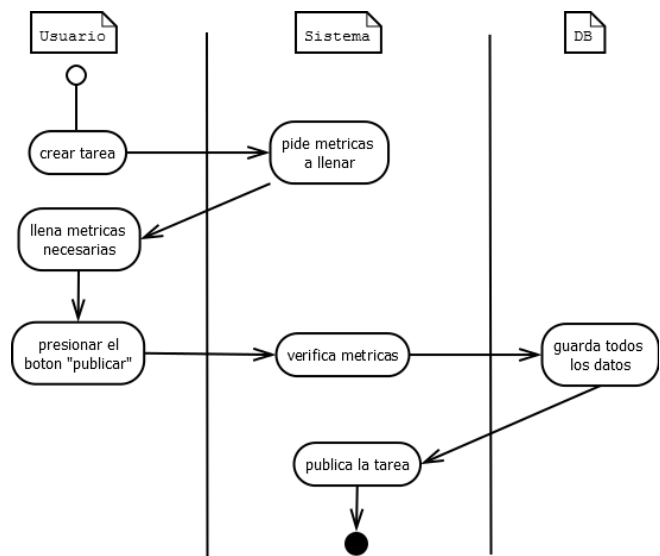 Usuario
Sistema
DB
crear tarea
pide metricas
a llenar
llena metricas
necesarias
presionar el
boton "publicar"
verifica metricas
guarda todos
los datos
publica la tarea